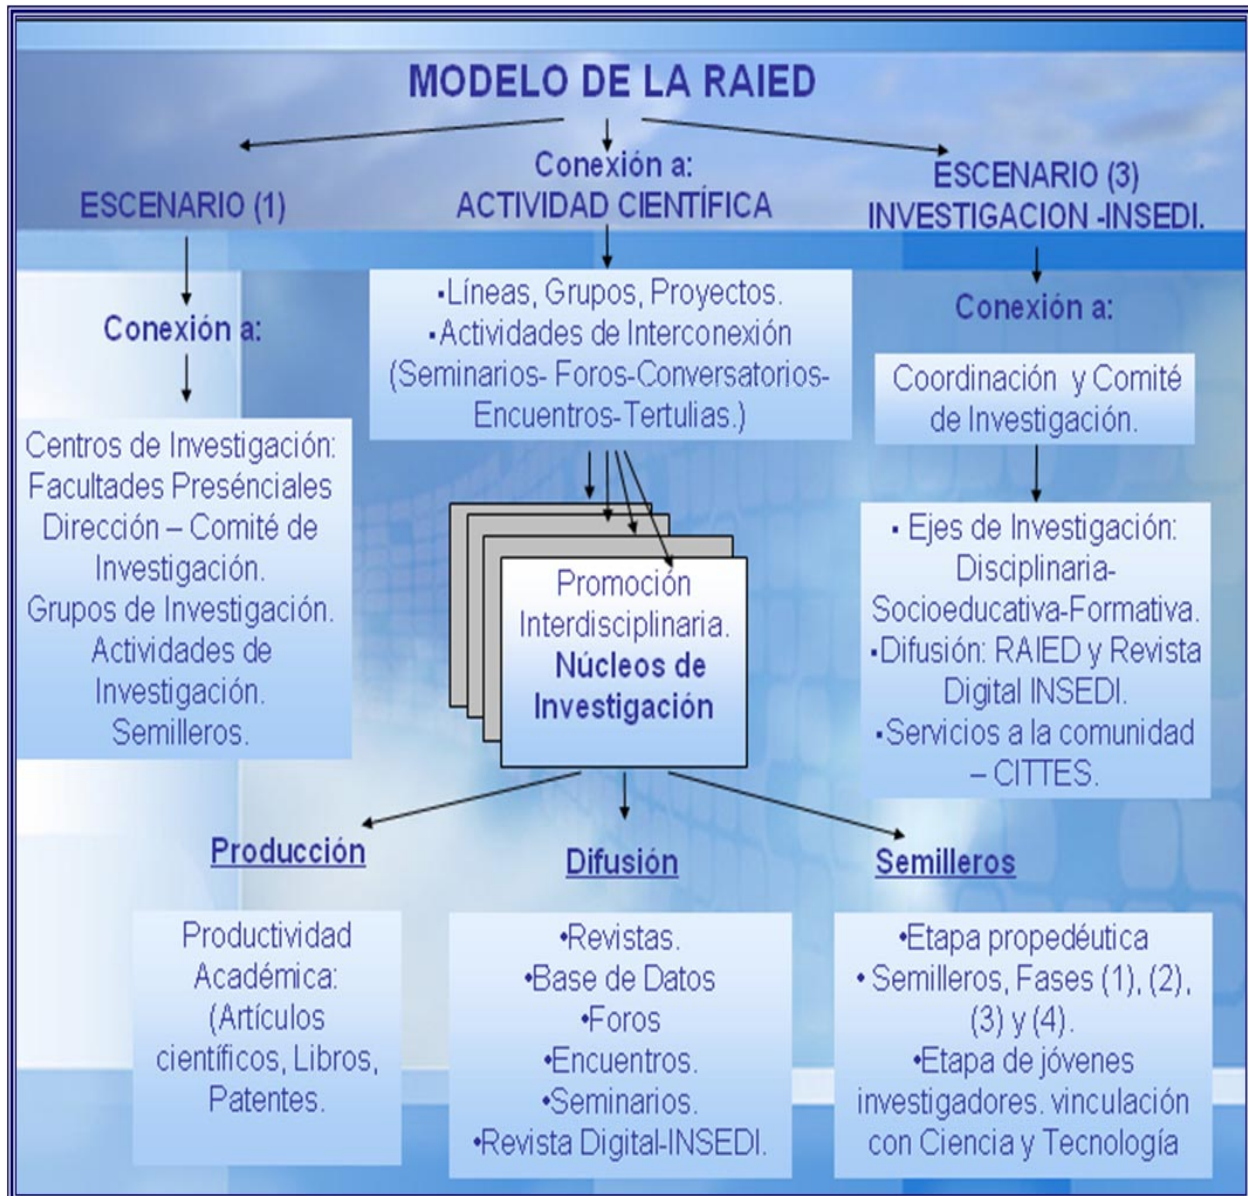 MODELO DE LA RAIED
ESCENARIO (1)
Conexión a:
Centros de Investigación:
Facultades Presénciales
Dirección – Comité de
Investigación.
Grupos de Investigación.
Actividades de
Investigación.
Semilleros.
Conexión a:
ACTIVIDAD CIENTÍFICA
▪Líneas, Grupos, Proyectos.
▪Actividades de Interconexión
(Seminarios- Foros-Conversatorios-
Encuentros-Tertulias.)
Promoción
Interdisciplinaria.
Núcleos de
Investigación
ESCENARIO (3)
INVESTIGACION -INSEDI.
Conexión a:
Coordinación y Comité
de Investigación.
▪ Ejes de Investigación:
Disciplinaria-
Socioeducativa-Formativa.
▪Difusión: RAIED y Revista
Digital INSEDI.
▪Servicios a la comunidad
– CITTES.
Producción
Productividad
Académica:
(Artículos
científicos, Libros,
Patentes.
Difusión
•Revistas.
•Base de Datos
•Foros
•Encuentros.
•Seminarios.
•Revista Digital-INSEDI.
Semilleros
•Etapa propedéutica
• Semilleros, Fases (1), (2),
(3) y (4).
•Etapa de jóvenes
investigadores. vinculación
con Ciencia y Tecnología